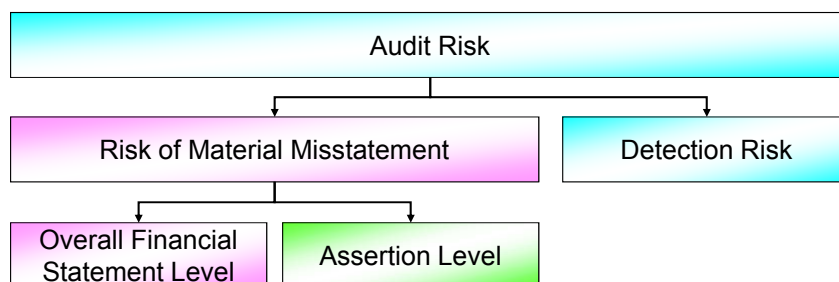 Audit Risk
Risk of Material Misstatement
Detection Risk
Overall Financial
Statement Level
Assertion Level